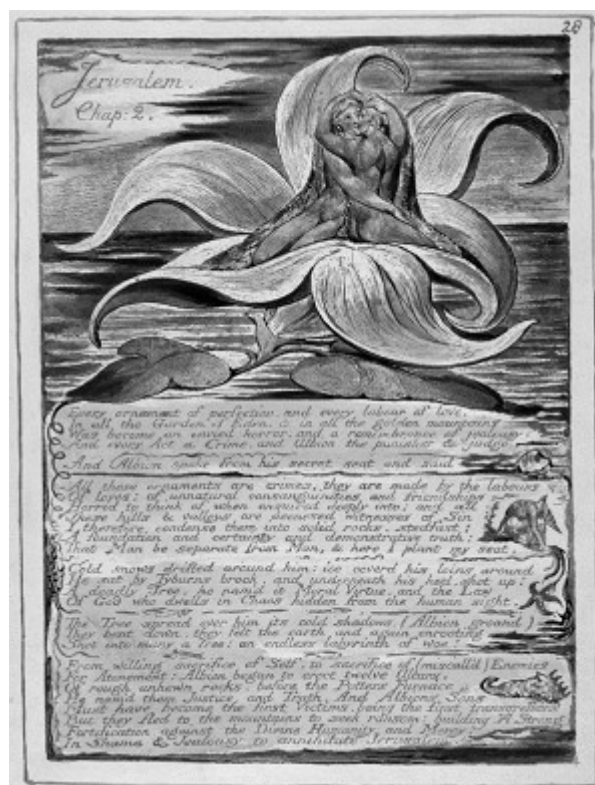 28
Jerusalem.
Chap: 2.
Every ornament of perfection, and every labour of love,
In all the Garden of Eden, & in all the golden mountains
Was become an envied horror, and a remembrance of jealousy:
And every Act a Crime, and Albion the punisher & judge.
And Albion spoke from his secret seat and said
All these ornaments are crimes, they are made by the labours
Of loves: of unnatural consanguinities and friendships
Horrid to think of when enquired deeply into; and all
These hills & valleys are accursed witnesses of Sin
I therefore condense them into solid rocks, stedfast!
A foundation and certainty and demonstrative truth:
That Man be separate from Man, & here I plant my seat.
Cold snows drifted around him: ice coverd his loins around
He sat by Tyburns brook, and underneath his heel, shot up:
A deadly Tree, he nam'd it Moral Virtue, and the Law
Of God who dwells in Chaos hidden from the human sight.
The Tree spread over him its cold shadows, (Albion groand)
They bent down, they felt the earth and again enrooting
Shot into many a Tree: an endless labyrinth of woe!
From willing sacrifice of Self, to sacrifice of (miscall'd) Enemies
For Atonement: Albion began to erect twelve Altars,
Of rough unhewn rocks, before the Potters Furnace
He nam'd them Justice, and Truth. And Albions Sons
Must have become the first Victims, being the first transgressors
But they fled to the mountains to seek ransom: building A Strong
Fortification against the Divine Humanity and Mercy,
In Shame & Jealousy to annihilate Jerusalem